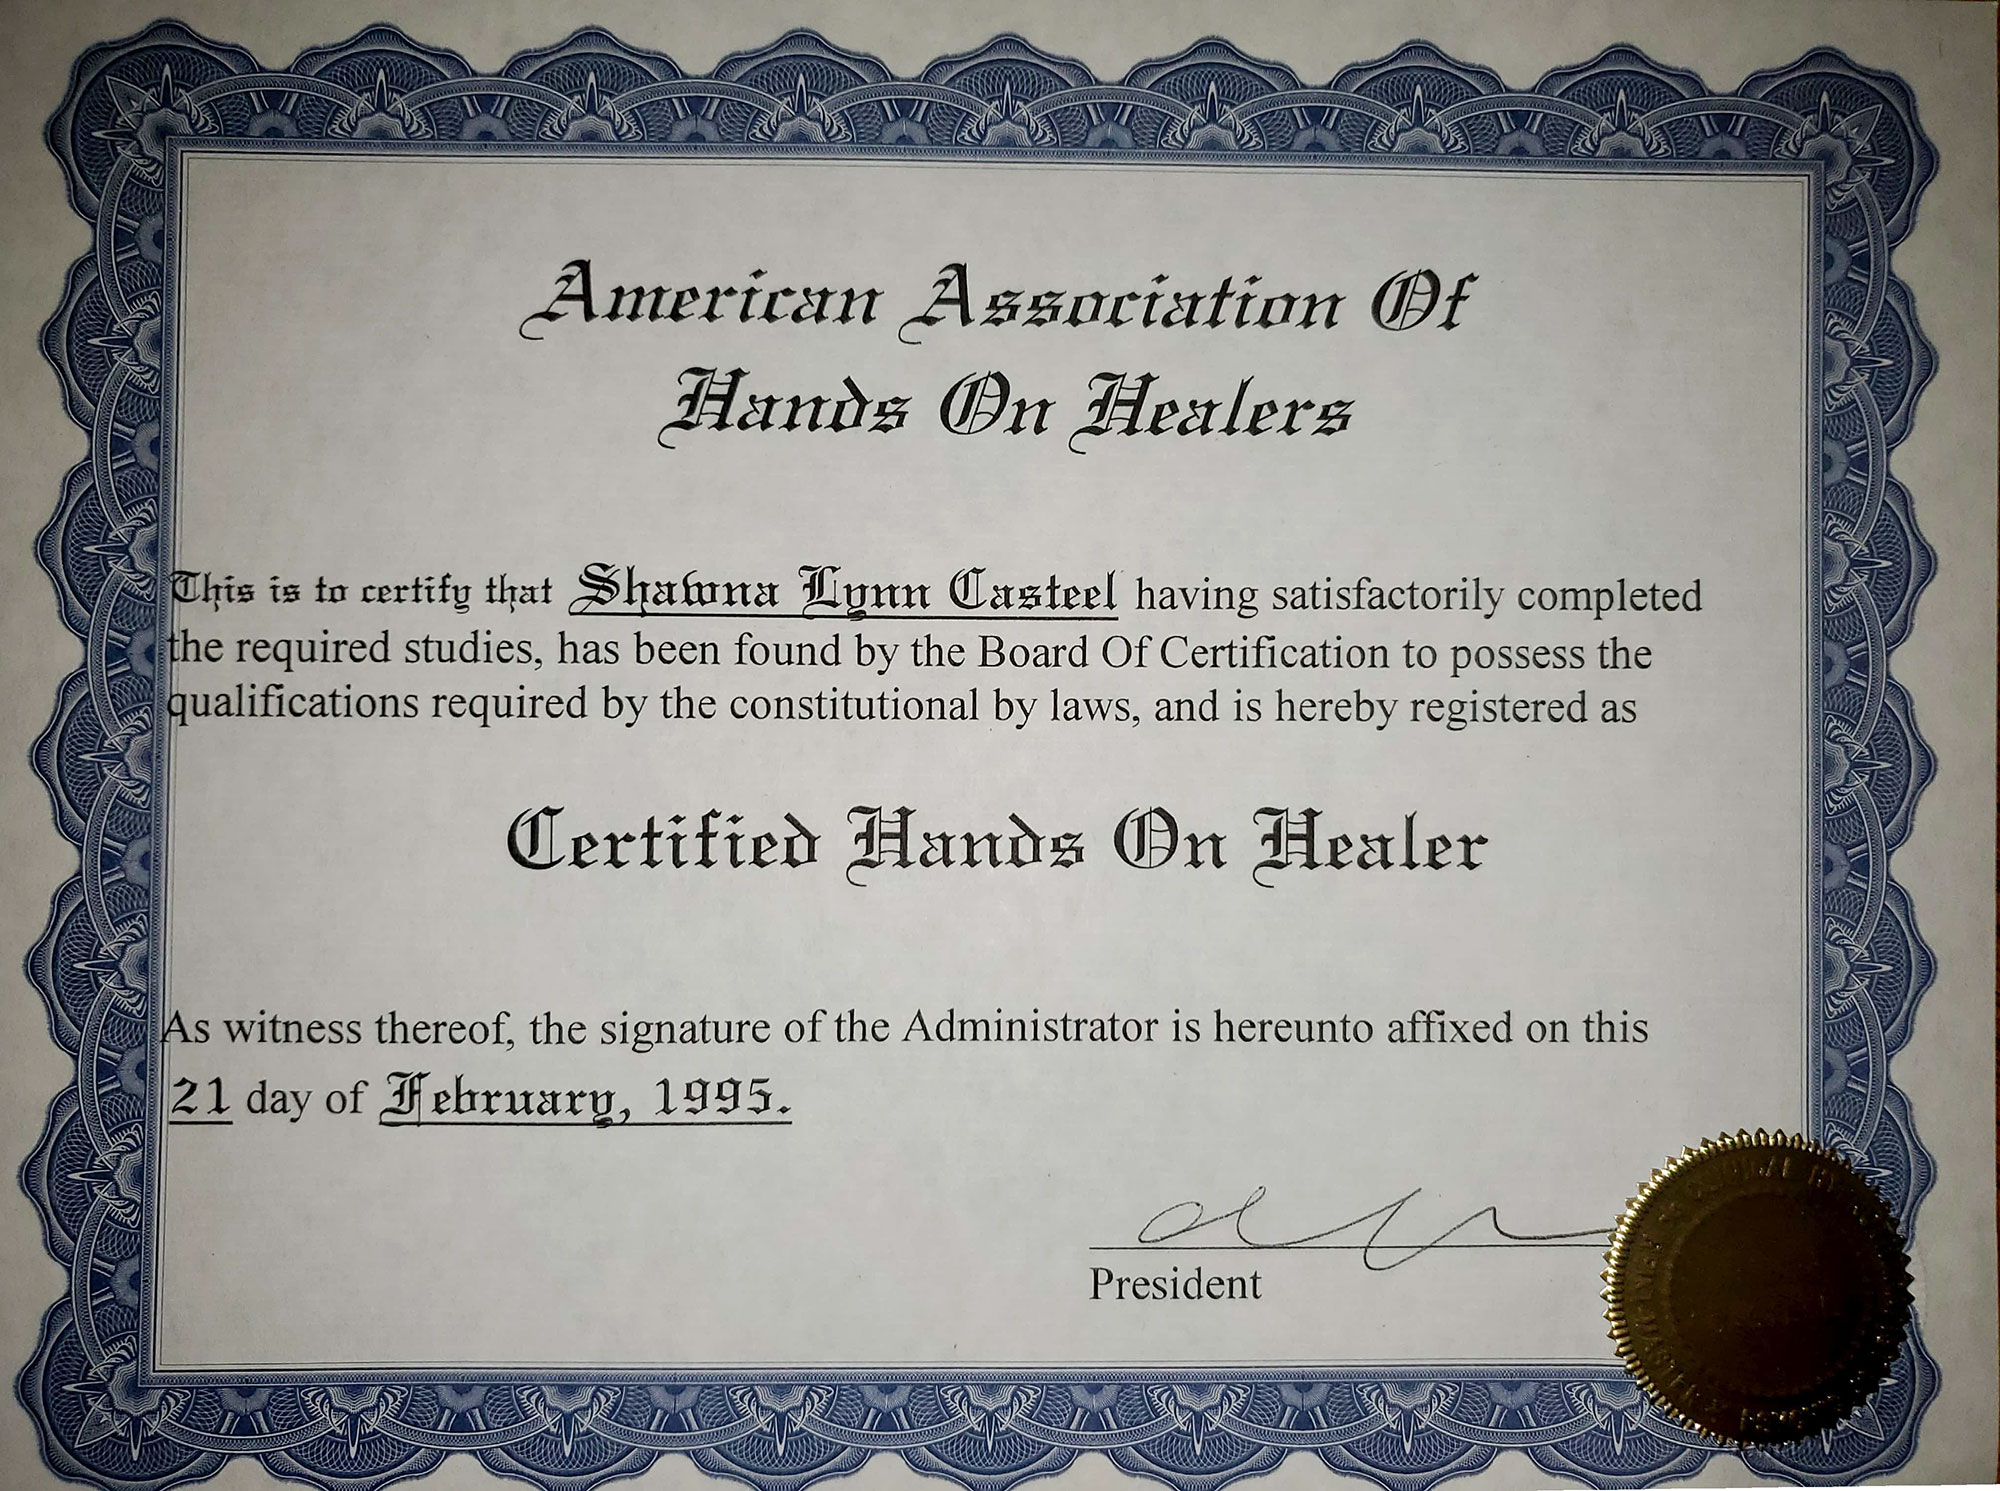 American Association Of
Hands On Healers
This is to certify that Shawna Lynn Casteel having satisfactorily completed
the required studies, has been found by the Board Of Certification to possess the
qualifications required by the constitutional by laws, and is hereby registered as
Certified Hands On Healer
As witness thereof, the signature of the Administrator is hereunto affixed on this
21 day of February, 1995.
President